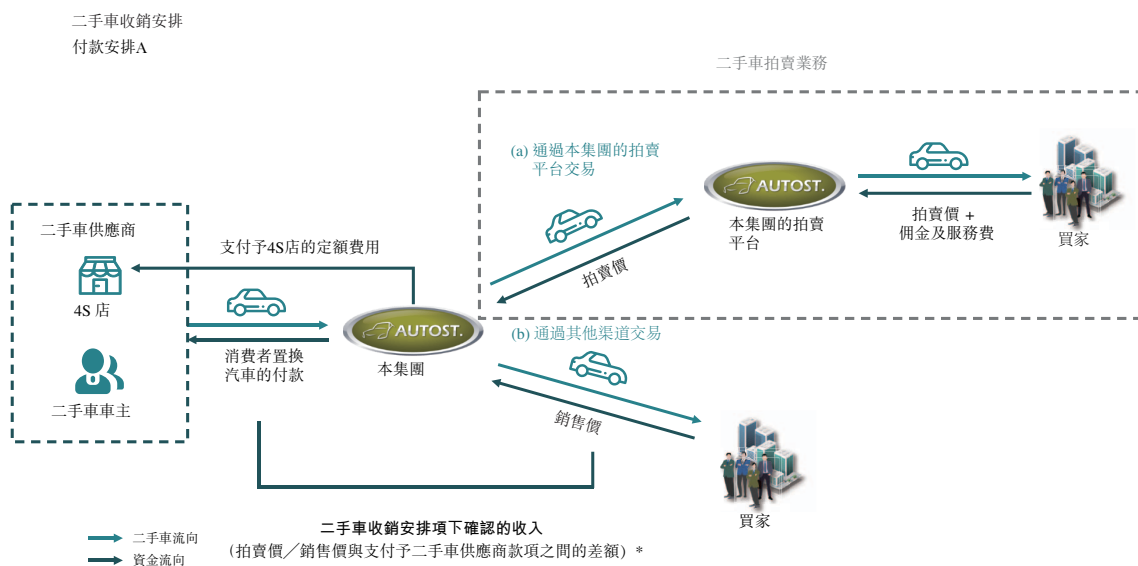 二手車收銷安排
付款安排A
二手車拍賣業務
(a) 通過本集團的拍賣
平台交易
AUTOST.
本集團的拍賣
平台
拍賣價 +
佣金及服務費
買家
拍賣價
二手車供應商
4S 店
二手車車主
支付予4S店的定額費用
消費者置換
汽車的付款
AUTOST.
本集團
(b) 通過其他渠道交易
銷售價
買家
二手車收銷安排項下確認的收入
(拍賣價／銷售價與支付予二手車供應商款項之間的差額) *
二手車流向
資金流向